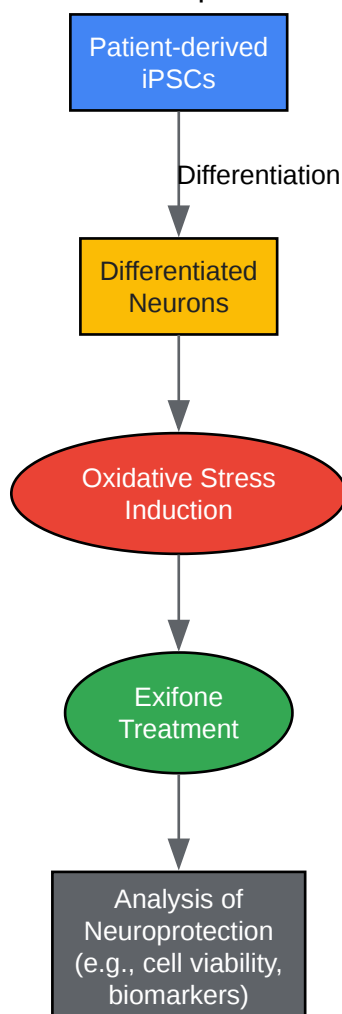 Patient-derived
iPSCs
Differentiation
Differentiated
Neurons
Oxidative Stress
Induction
Exifone
Treatment
Analysis of
Neuroprotection
(e.g., cell viability,
biomarkers)